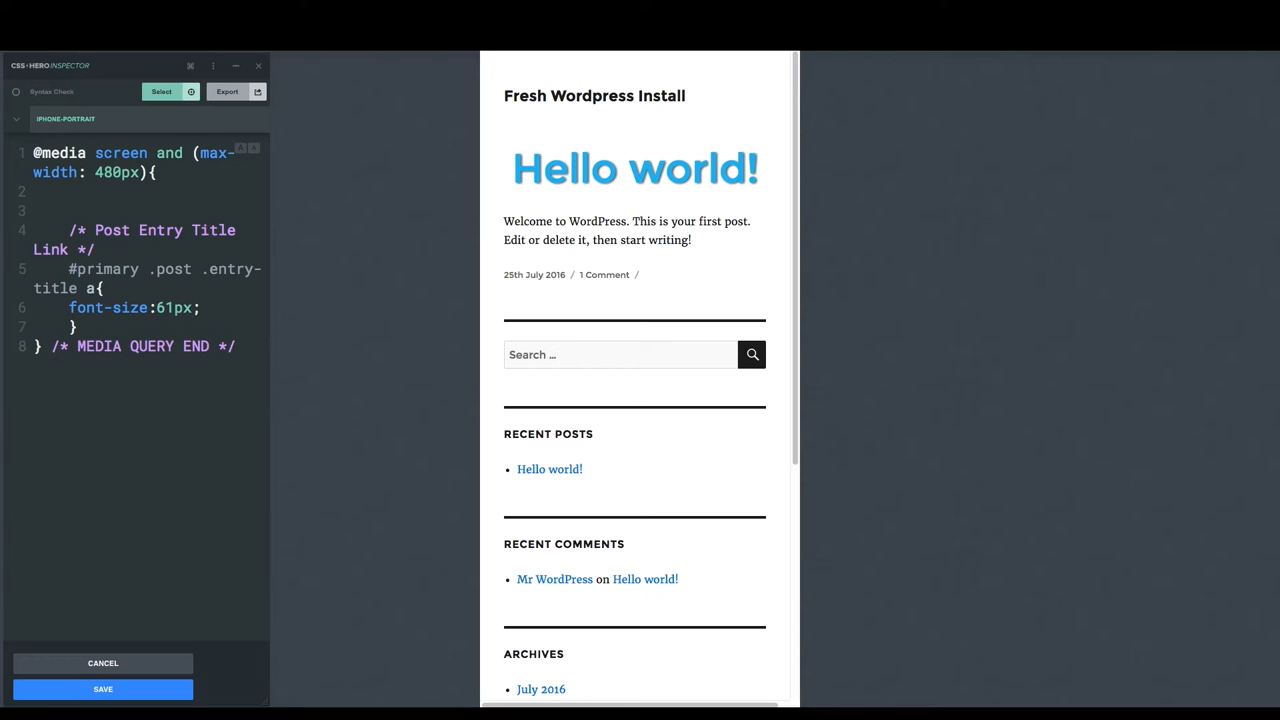 CSS HERO INSPECTOR
Syntax Check
Select
Export
IPHONE-PORTRAIT
1 @media screen and (max-
width: 480px){
2
3
4 /* Post Entry Title
Link */
5 #primary .post .entry-
title a{
6 font-size:61px;
7 }
8 } /* MEDIA QUERY END */
CANCEL
SAVE
Fresh Wordpress Install
Hello world!
Welcome to WordPress. This is your first post.
Edit or delete it, then start writing!
25th July 2016 / 1 Comment /
Search ...
RECENT POSTS
Hello world!
RECENT COMMENTS
Mr WordPress on Hello world!
ARCHIVES
July 2016